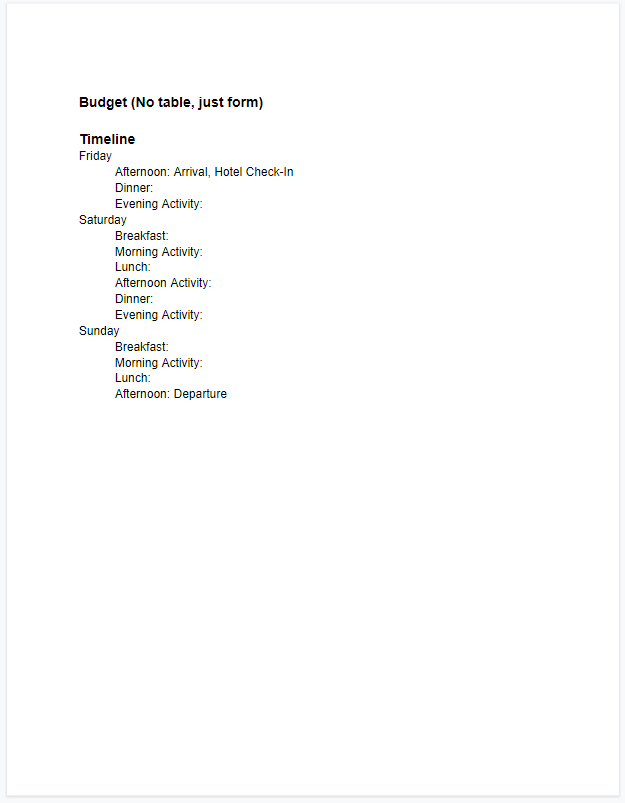 Budget (No table, just form)
Timeline
Friday
Afternoon: Arrival, Hotel Check-In
Dinner:
Evening Activity:
Saturday
Breakfast:
Morning Activity:
Lunch:
Afternoon Activity:
Dinner:
Evening Activity:
Sunday
Breakfast:
Morning Activity:
Lunch:
Afternoon: Departure